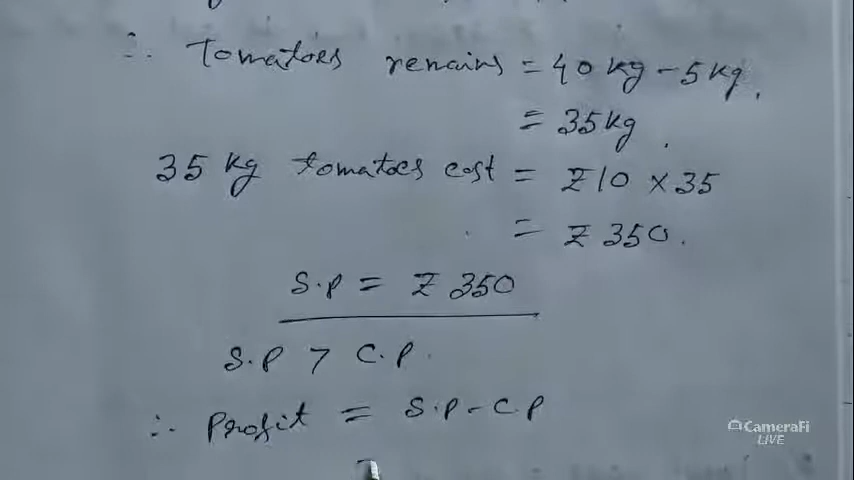 ∴ Tomatoes remains = 40 kg - 5 kg.
= 35 kg.
35 kg tomatoes cost = ₹ 10 × 35
= ₹ 350.
S.P = ₹ 350
S.P > C.P.
∴ Profit = S.P - C.P
=
CameraFi
LIVE